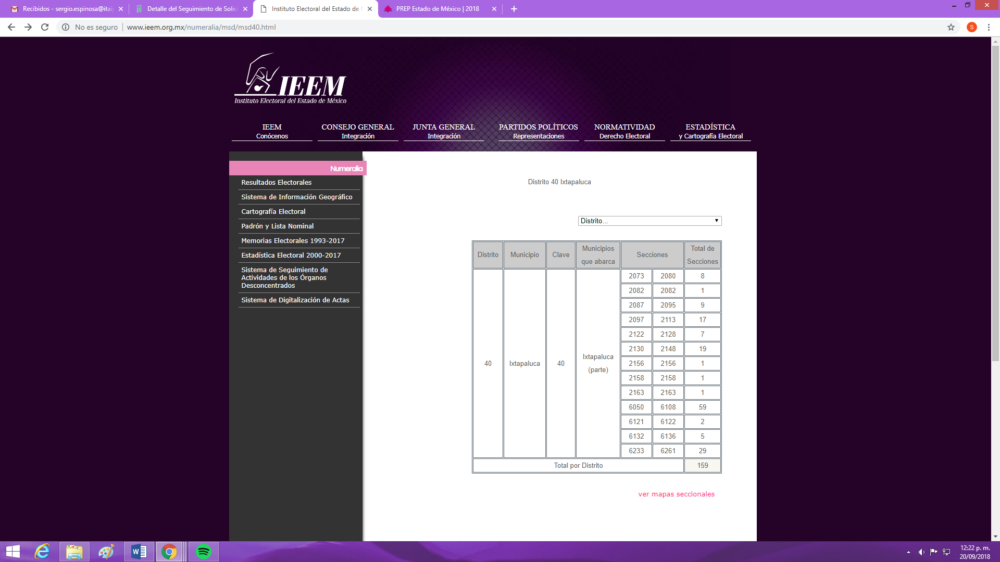 Recibidos - sergio.espinosa@itaip
Detalle del Seguimiento de Solici
Instituto Electoral del Estado de M
PREP Estado de México | 2018
No es seguro
www.ieem.org.mx/numeralia/msd/msd40.html
S
IEEM
Instituto Electoral del Estado de México
IEEM
Conócenos
CONSEJO GENERAL
Integración
JUNTA GENERAL
Integración
PARTIDOS POLÍTICOS
Representaciones
NORMATIVIDAD
Derecho Electoral
ESTADÍSTICA
y Cartografía Electoral
Numeralia
Resultados Electorales
Sistema de Información Geográfico
Cartografía Electoral
Padrón y Lista Nominal
Memorias Electorales 1993-2017
Estadística Electoral 2000-2017
Sistema de Seguimiento de
Actividades de los Órganos
Desconcentrados
Sistema de Digitalización de Actas
Distrito 40 Ixtapaluca
Distrito...
Distrito Municipio Clave Municipios que abarca Secciones Total de Secciones
40 Ixtapaluca 40 Ixtapaluca (parte)
2073 2080 8
2082 2082 1
2087 2095 9
2097 2113 17
2122 2128 7
2130 2148 19
2156 2156 1
2158 2158 1
2163 2163 1
6050 6108 59
6121 6122 2
6132 6136 5
6233 6261 29
Total por Distrito 159
ver mapas seccionales
12:22 p. m.
20/09/2018